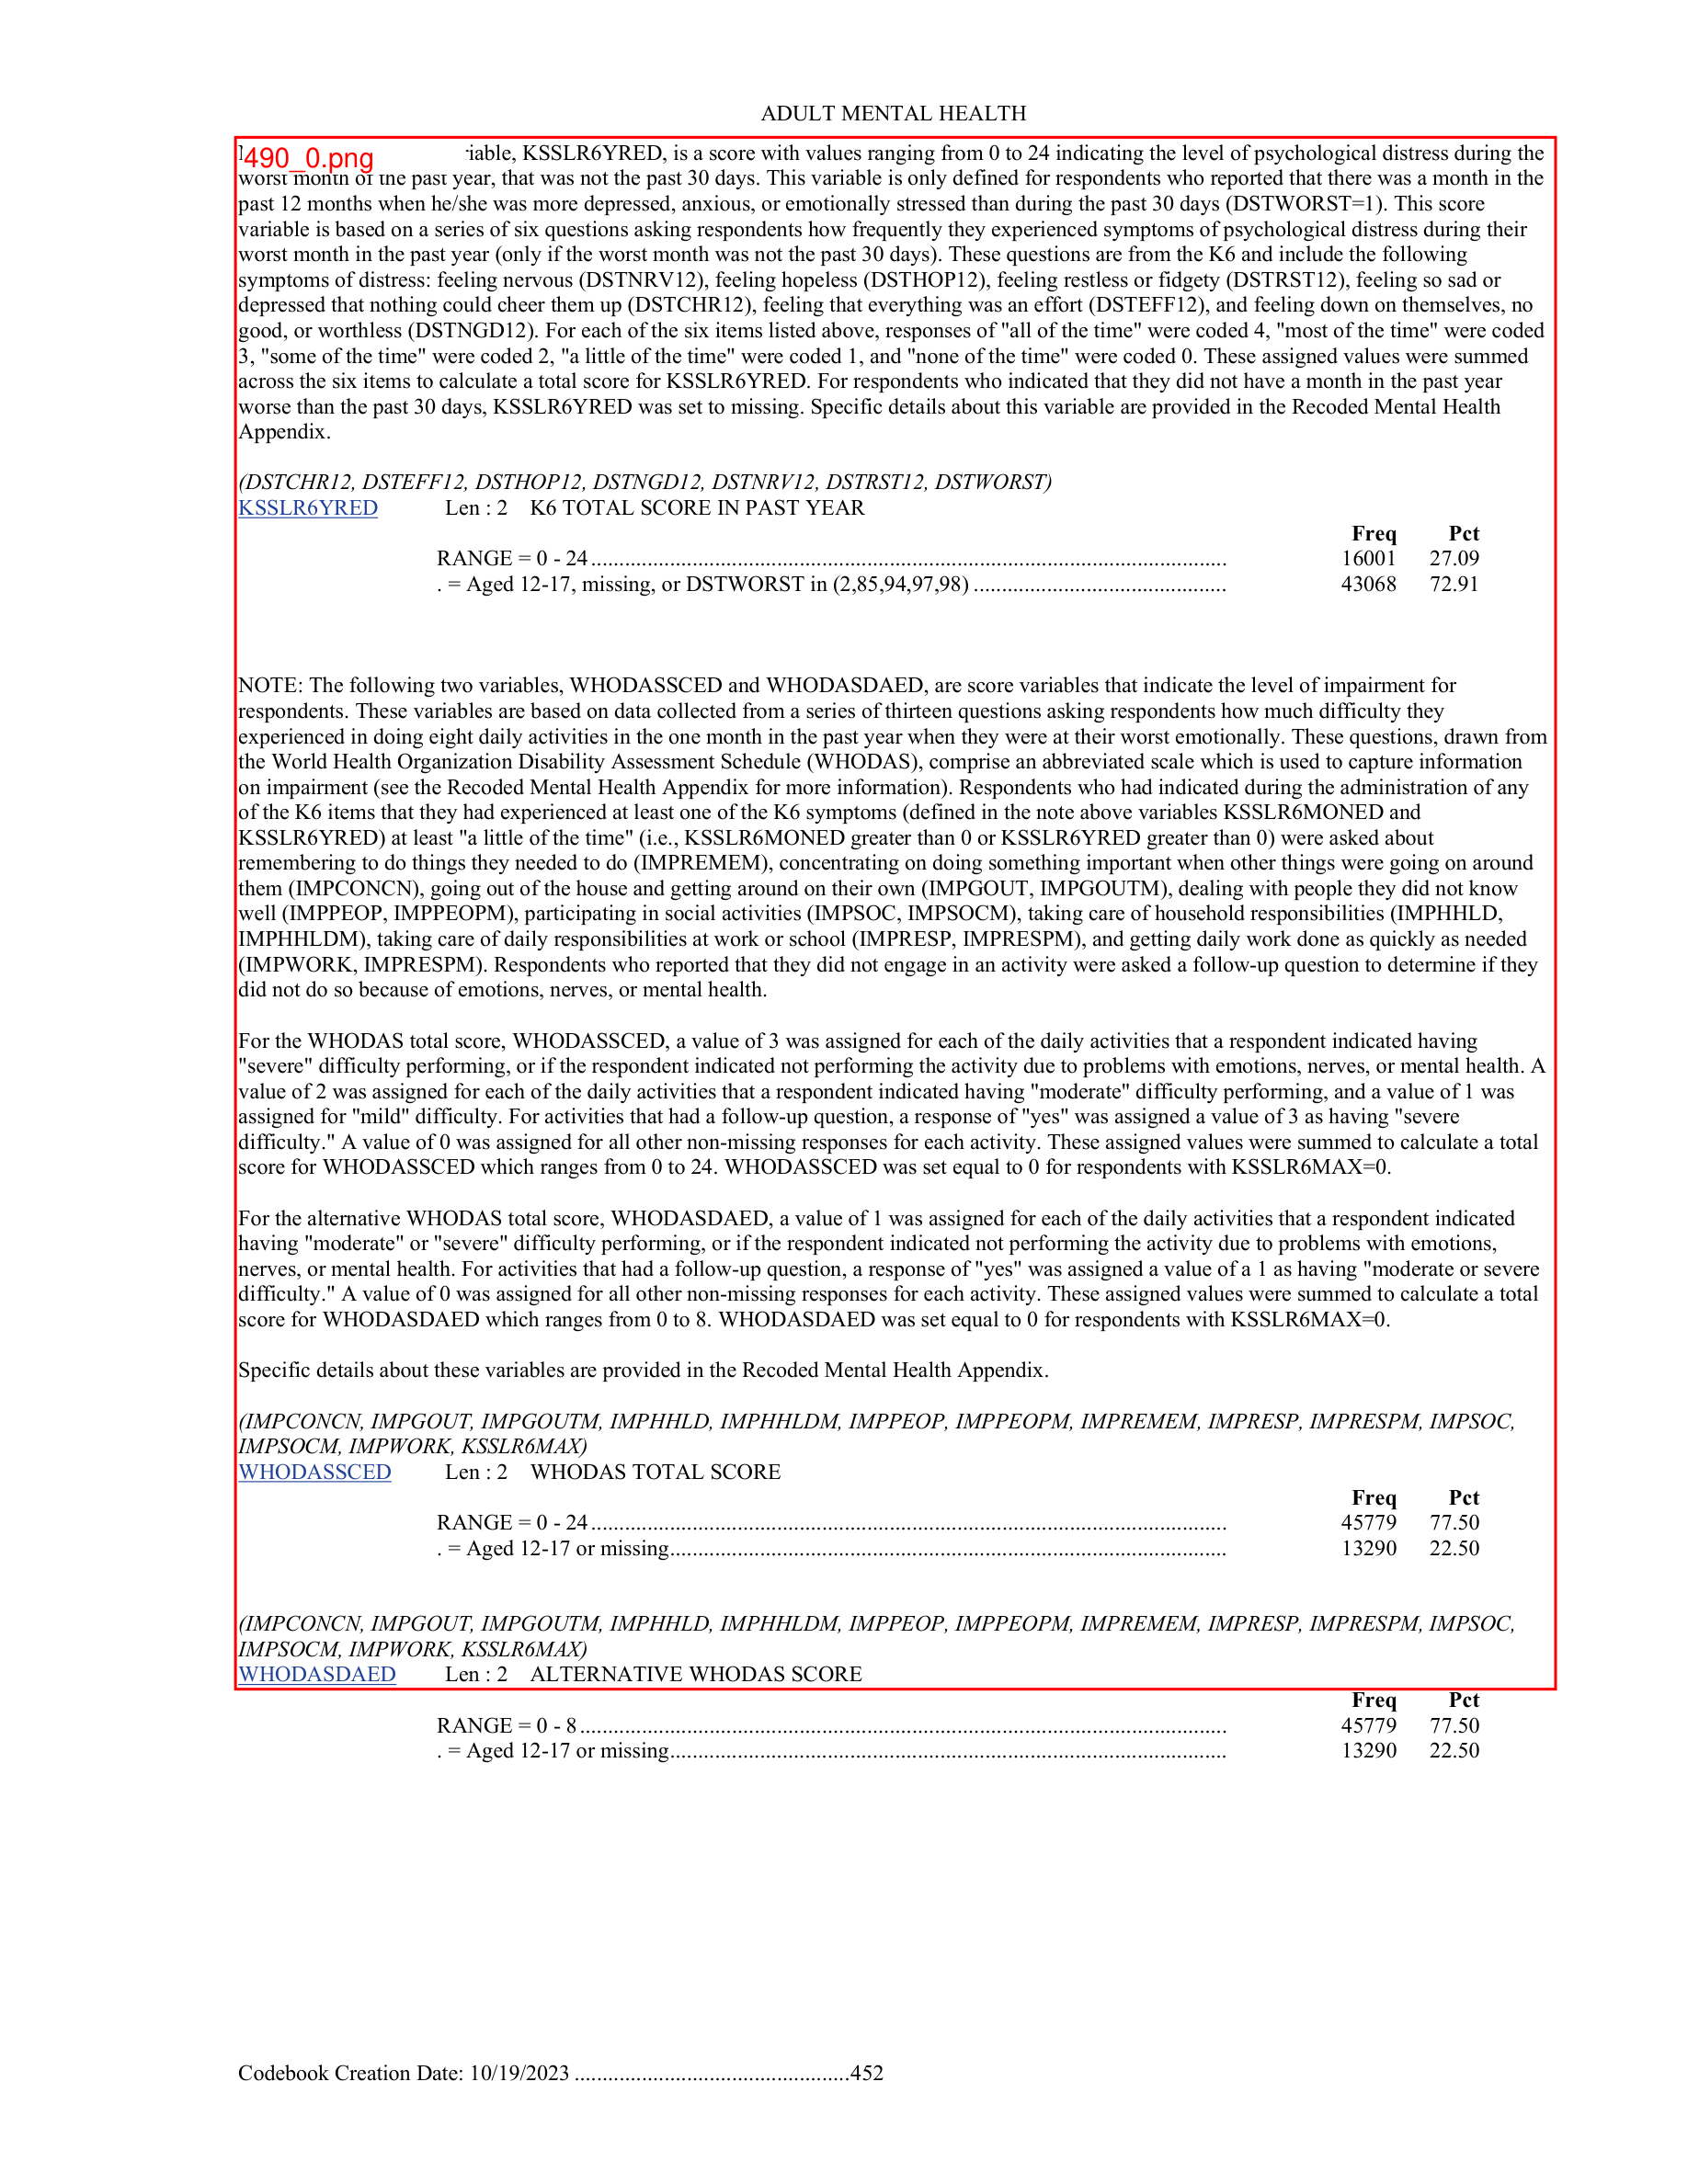 ADULT MENTAL HEALTH
490_0.png
iable, KSSLR6YRED, is a score with values ranging from 0 to 24 indicating the level of psychological distress during the
worst month of the past year, that was not the past 30 days. This variable is only defined for respondents who reported that there was a month in the
past 12 months when he/she was more depressed, anxious, or emotionally stressed than during the past 30 days (DSTWORST=1). This score
variable is based on a series of six questions asking respondents how frequently they experienced symptoms of psychological distress during their
worst month in the past year (only if the worst month was not the past 30 days). These questions are from the K6 and include the following
symptoms of distress: feeling nervous (DSTNRV12), feeling hopeless (DSTHOP12), feeling restless or fidgety (DSTRST12), feeling so sad or
depressed that nothing could cheer them up (DSTCHR12), feeling that everything was an effort (DSTEFF12), and feeling down on themselves, no
good, or worthless (DSTNGD12). For each of the six items listed above, responses of "all of the time" were coded 4, "most of the time" were coded
3, "some of the time" were coded 2, "a little of the time" were coded 1, and "none of the time" were coded 0. These assigned values were summed
across the six items to calculate a total score for KSSLR6YRED. For respondents who indicated that they did not have a month in the past year
worse than the past 30 days, KSSLR6YRED was set to missing. Specific details about this variable are provided in the Recoded Mental Health
Appendix.
(DSTCHR12, DSTEFF12, DSTHOP12, DSTNGD12, DSTNRV12, DSTRST12, DSTWORST)
KSSLR6YRED Len : 2 K6 TOTAL SCORE IN PAST YEAR
Freq Pct
RANGE = 0 - 24 ................................................................................................................. 16001 27.09
. = Aged 12-17, missing, or DSTWORST in (2,85,94,97,98) ............................................. 43068 72.91
NOTE: The following two variables, WHODASSCED and WHODASDAED, are score variables that indicate the level of impairment for
respondents. These variables are based on data collected from a series of thirteen questions asking respondents how much difficulty they
experienced in doing eight daily activities in the one month in the past year when they were at their worst emotionally. These questions, drawn from
the World Health Organization Disability Assessment Schedule (WHODAS), comprise an abbreviated scale which is used to capture information
on impairment (see the Recoded Mental Health Appendix for more information). Respondents who had indicated during the administration of any
of the K6 items that they had experienced at least one of the K6 symptoms (defined in the note above variables KSSLR6MONED and
KSSLR6YRED) at least "a little of the time" (i.e., KSSLR6MONED greater than 0 or KSSLR6YRED greater than 0) were asked about
remembering to do things they needed to do (IMPREMEM), concentrating on doing something important when other things were going on around
them (IMPCONCN), going out of the house and getting around on their own (IMPGOUT, IMPGOUTM), dealing with people they did not know
well (IMPPEOP, IMPPEOPM), participating in social activities (IMPSOC, IMPSOCM), taking care of household responsibilities (IMPHHLD,
IMPHHLDM), taking care of daily responsibilities at work or school (IMPRESP, IMPRESPM), and getting daily work done as quickly as needed
(IMPWORK, IMPRESPM). Respondents who reported that they did not engage in an activity were asked a follow-up question to determine if they
did not do so because of emotions, nerves, or mental health.
For the WHODAS total score, WHODASSCED, a value of 3 was assigned for each of the daily activities that a respondent indicated having
"severe" difficulty performing, or if the respondent indicated not performing the activity due to problems with emotions, nerves, or mental health. A
value of 2 was assigned for each of the daily activities that a respondent indicated having "moderate" difficulty performing, and a value of 1 was
assigned for "mild" difficulty. For activities that had a follow-up question, a response of "yes" was assigned a value of 3 as having "severe
difficulty." A value of 0 was assigned for all other non-missing responses for each activity. These assigned values were summed to calculate a total
score for WHODASSCED which ranges from 0 to 24. WHODASSCED was set equal to 0 for respondents with KSSLR6MAX=0.
For the alternative WHODAS total score, WHODASDAED, a value of 1 was assigned for each of the daily activities that a respondent indicated
having "moderate" or "severe" difficulty performing, or if the respondent indicated not performing the activity due to problems with emotions,
nerves, or mental health. For activities that had a follow-up question, a response of "yes" was assigned a value of a 1 as having "moderate or severe
difficulty." A value of 0 was assigned for all other non-missing responses for each activity. These assigned values were summed to calculate a total
score for WHODASDAED which ranges from 0 to 8. WHODASDAED was set equal to 0 for respondents with KSSLR6MAX=0.
Specific details about these variables are provided in the Recoded Mental Health Appendix.
(IMPCONCN, IMPGOUT, IMPGOUTM, IMPHHLD, IMPHHLDM, IMPPEOP, IMPPEOPM, IMPREMEM, IMPRESP, IMPRESPM, IMPSOC,
IMPSOCM, IMPWORK, KSSLR6MAX)
WHODASSCED Len : 2 WHODAS TOTAL SCORE
Freq Pct
RANGE = 0 - 24 ................................................................................................................. 45779 77.50
. = Aged 12-17 or missing................................................................................................... 13290 22.50
(IMPCONCN, IMPGOUT, IMPGOUTM, IMPHHLD, IMPHHLDM, IMPPEOP, IMPPEOPM, IMPREMEM, IMPRESP, IMPRESPM, IMPSOC,
IMPSOCM, IMPWORK, KSSLR6MAX)
WHODASDAED Len : 2 ALTERNATIVE WHODAS SCORE
Freq Pct
RANGE = 0 - 8 ................................................................................................................... 45779 77.50
. = Aged 12-17 or missing................................................................................................... 13290 22.50
Codebook Creation Date: 10/19/2023 .................................................452